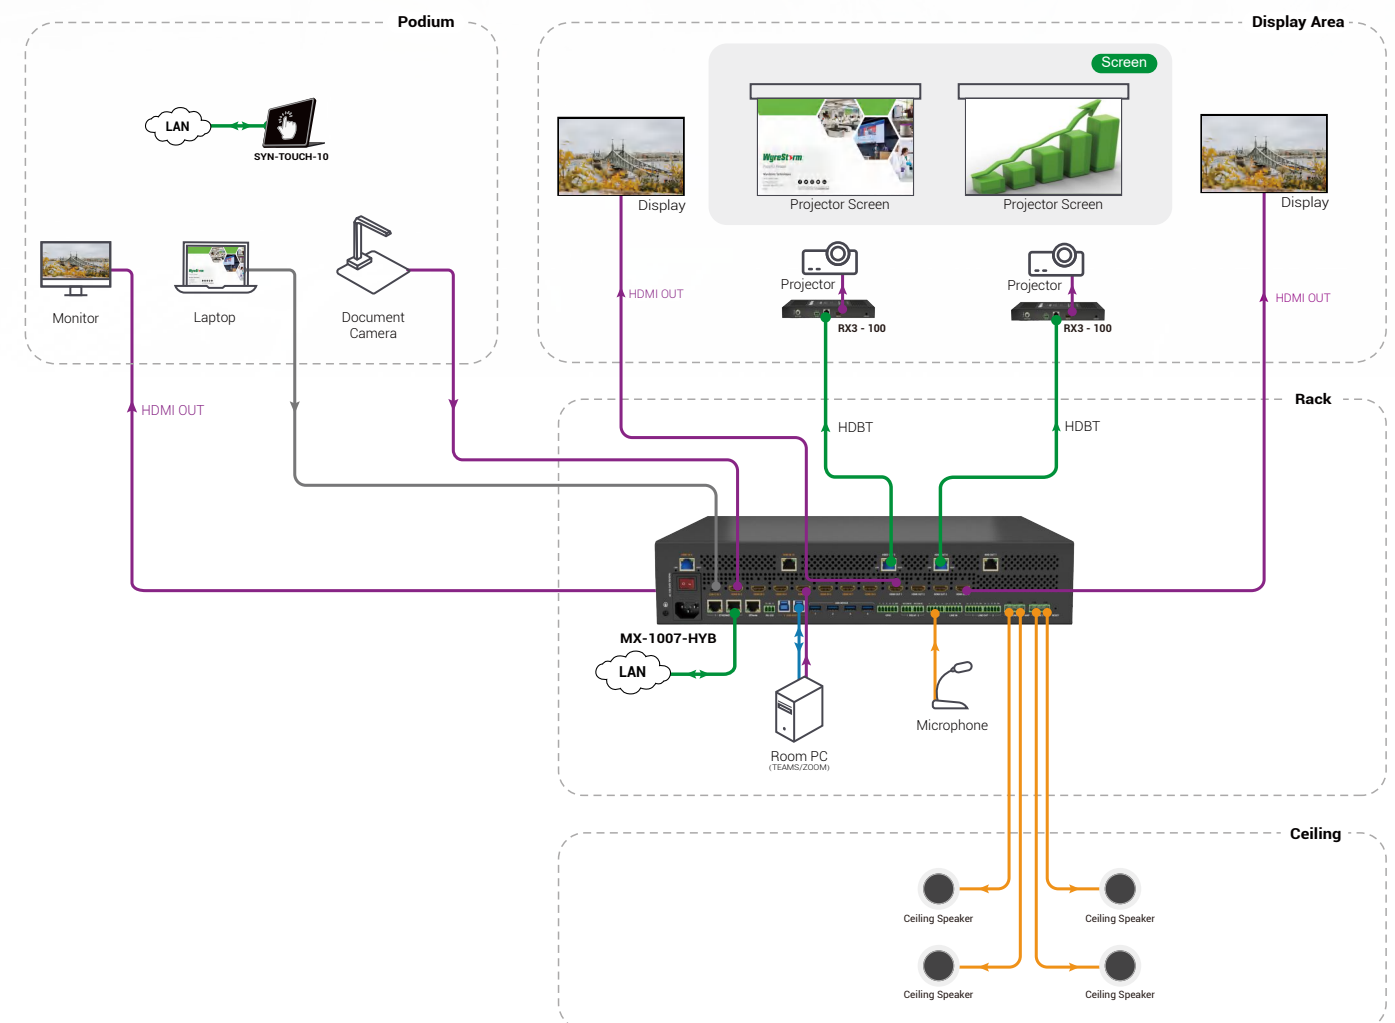 Podium
LAN
SYN-TOUCH-10
Monitor
Laptop
Document
Camera
HDMI OUT
Display Area
Screen
WyreStorm
Display
Projector Screen
Projector Screen
Display
HDMI OUT
Projector
RX3 - 100
Projector
RX3 - 100
HDMI OUT
Rack
HDBT
HDBT
MX-1007-HYB
LAN
Room PC
(TEAMS/ZOOM)
Microphone
Ceiling
Ceiling Speaker
Ceiling Speaker
Ceiling Speaker
Ceiling Speaker